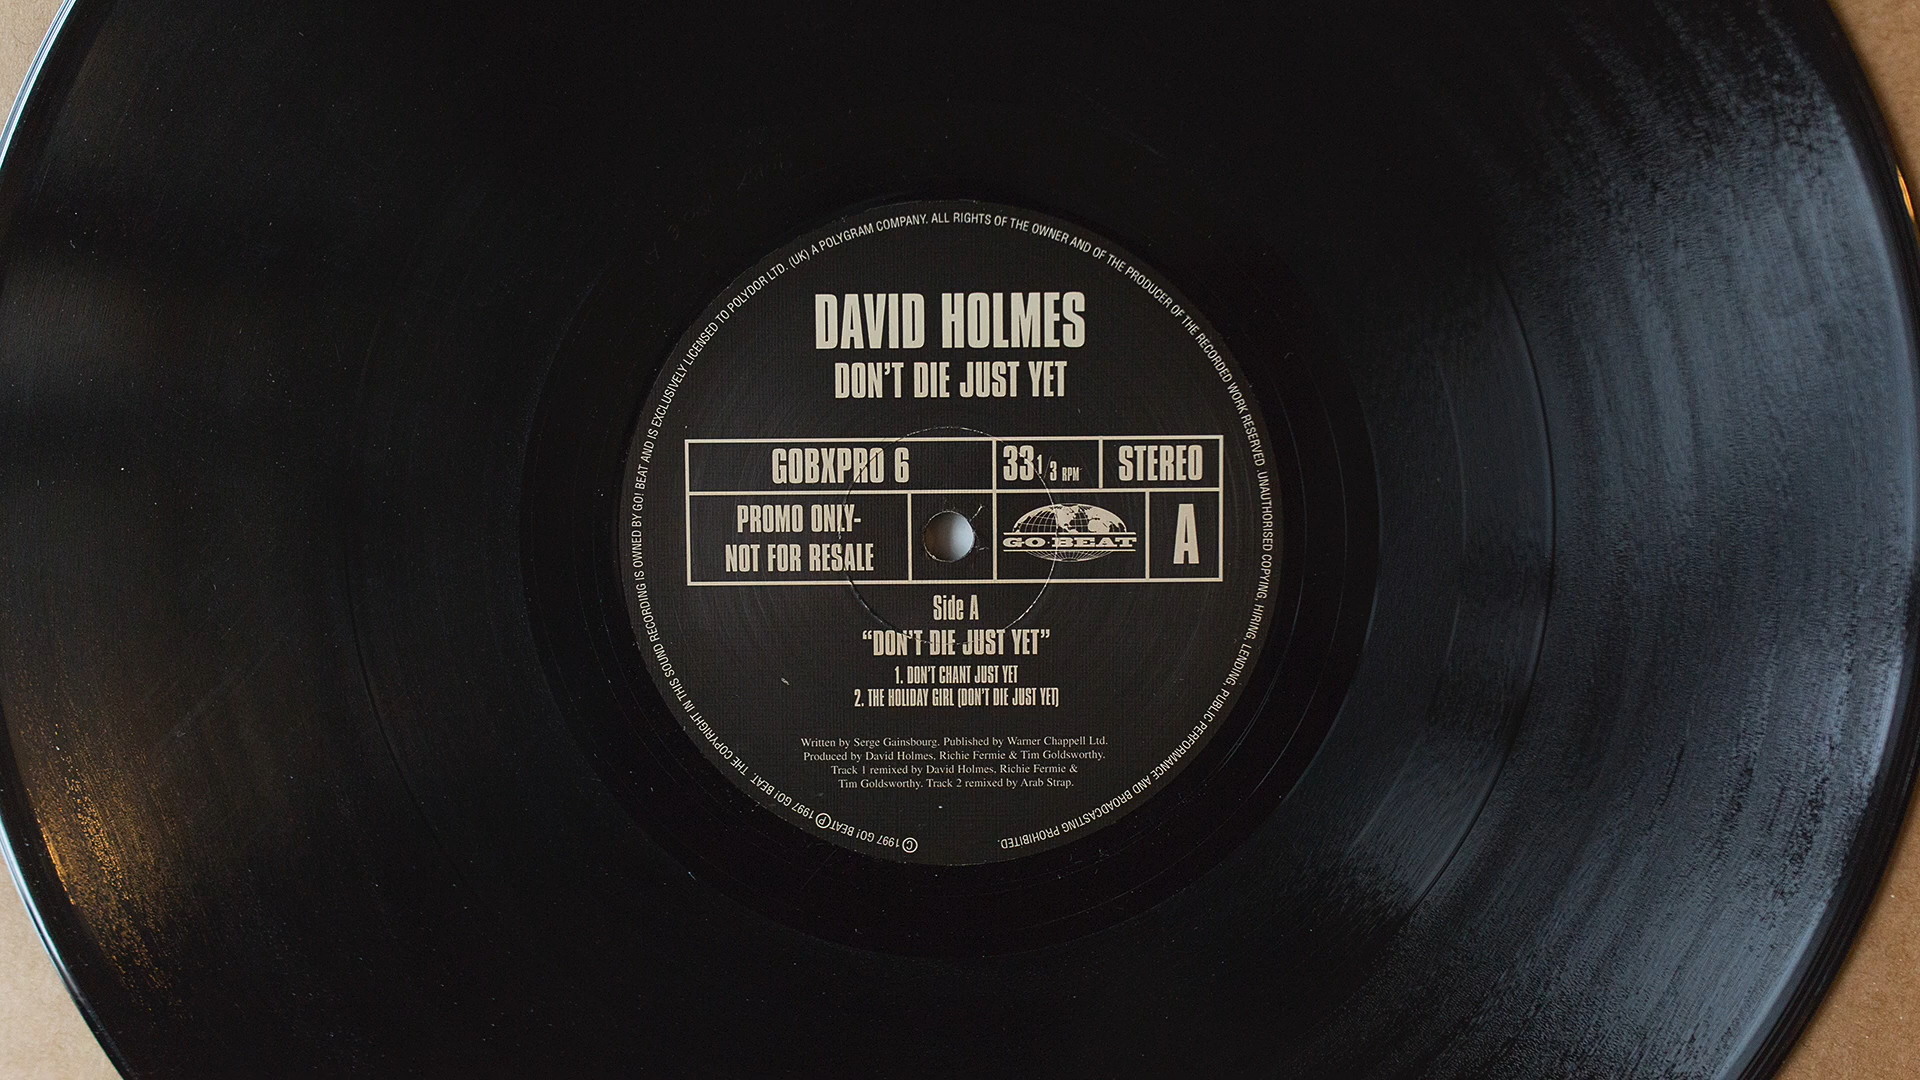 DAVID HOLMES
DON'T DIE JUST YET
GOBXPRO 6
33 1/3 RPM
STEREO
PROMO ONLY-
NOT FOR RESALE
GO·BEAT
A
Side A
“DON'T DIE JUST YET”
1. DON'T CHANT JUST YET
2. THE HOLIDAY GIRL (DON'T DIE JUST YET)
Written by Serge Gainsbourg. Published by Warner Chappell Ltd.
Produced by David Holmes, Richie Fermie & Tim Goldsworthy.
Track 1 remixed by David Holmes, Richie Fermie &
Tim Goldsworthy. Track 2 remixed by Arab Strap.
Ⓒ 1997 GO! BEAT Ⓟ 1997 GO! BEAT. THE COPYRIGHT IN THIS SOUND RECORDING IS OWNED BY GO! BEAT AND IS EXCLUSIVELY LICENSED TO POLYDOR LTD. (UK) A POLYGRAM COMPANY. ALL RIGHTS OF THE OWNER AND OF THE PRODUCER OF THE RECORDED WORK RESERVED. UNAUTHORISED COPYING, HIRING, LENDING, PUBLIC PERFORMANCE AND BROADCASTING PROHIBITED.